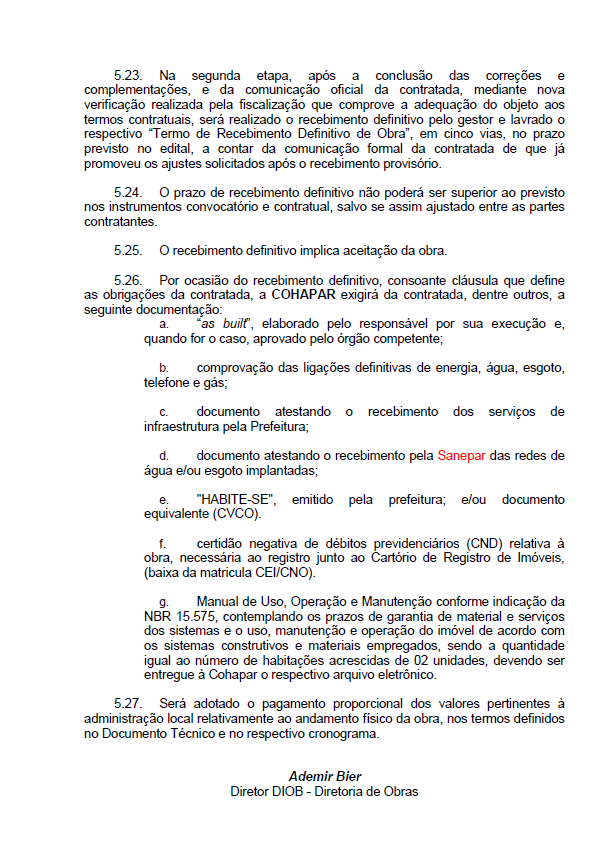 5.23. Na segunda etapa, após a conclusão das correções e
complementações, e da comunicação oficial da contratada, mediante nova
verificação realizada pela fiscalização que comprove a adequação do objeto aos
termos contratuais, será realizado o recebimento definitivo pelo gestor e lavrado o
respectivo “Termo de Recebimento Definitivo de Obra”, em cinco vias, no prazo
previsto no edital, a contar da comunicação formal da contratada de que já
promoveu os ajustes solicitados após o recebimento provisório.
5.24. O prazo de recebimento definitivo não poderá ser superior ao previsto
nos instrumentos convocatório e contratual, salvo se assim ajustado entre as partes
contratantes.
5.25. O recebimento definitivo implica aceitação da obra.
5.26. Por ocasião do recebimento definitivo, consoante cláusula que define
as obrigações da contratada, a COHAPAR exigirá da contratada, dentre outros, a
seguinte documentação:
a. “as built”, elaborado pelo responsável por sua execução e,
quando for o caso, aprovado pelo órgão competente;
b. comprovação das ligações definitivas de energia, água, esgoto,
telefone e gás;
c. documento atestando o recebimento dos serviços de
infraestrutura pela Prefeitura;
d. documento atestando o recebimento pela Sanepar das redes de
água e/ou esgoto implantadas;
e. "HABITE-SE", emitido pela prefeitura; e/ou documento
equivalente (CVCO).
f. certidão negativa de débitos previdenciários (CND) relativa à
obra, necessária ao registro junto ao Cartório de Registro de Imóveis,
(baixa da matricula CEI/CNO).
g. Manual de Uso, Operação e Manutenção conforme indicação da
NBR 15.575, contemplando os prazos de garantia de material e serviços
dos sistemas e o uso, manutenção e operação do imóvel de acordo com
os sistemas construtivos e materiais empregados, sendo a quantidade
igual ao número de habitações acrescidas de 02 unidades, devendo ser
entregue à Cohapar o respectivo arquivo eletrônico.
5.27. Será adotado o pagamento proporcional dos valores pertinentes à
administração local relativamente ao andamento físico da obra, nos termos definidos
no Documento Técnico e no respectivo cronograma.
Ademir Bier
Diretor DIOB - Diretoria de Obras